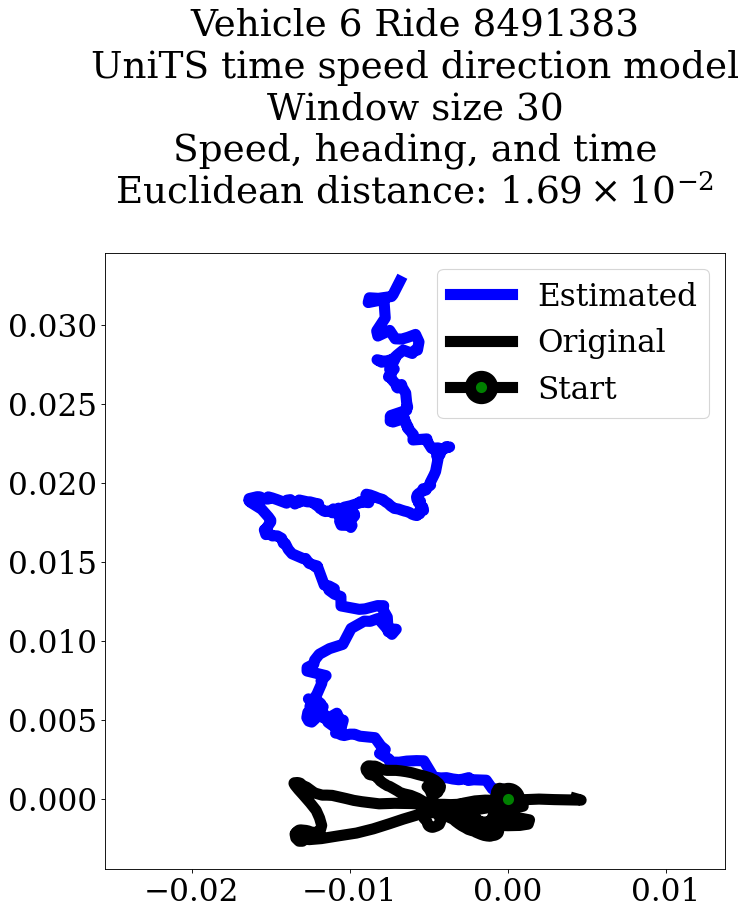 Vehicle 6 Ride 8491383
UniTS time speed direction model
Window size 30
Speed, heading, and time
Euclidean distance: 1.69 × 10⁻²
Estimated
Original
Start
0.030
0.025
0.020
0.015
0.010
0.005
0.000
−0.02 −0.01 0.00 0.01